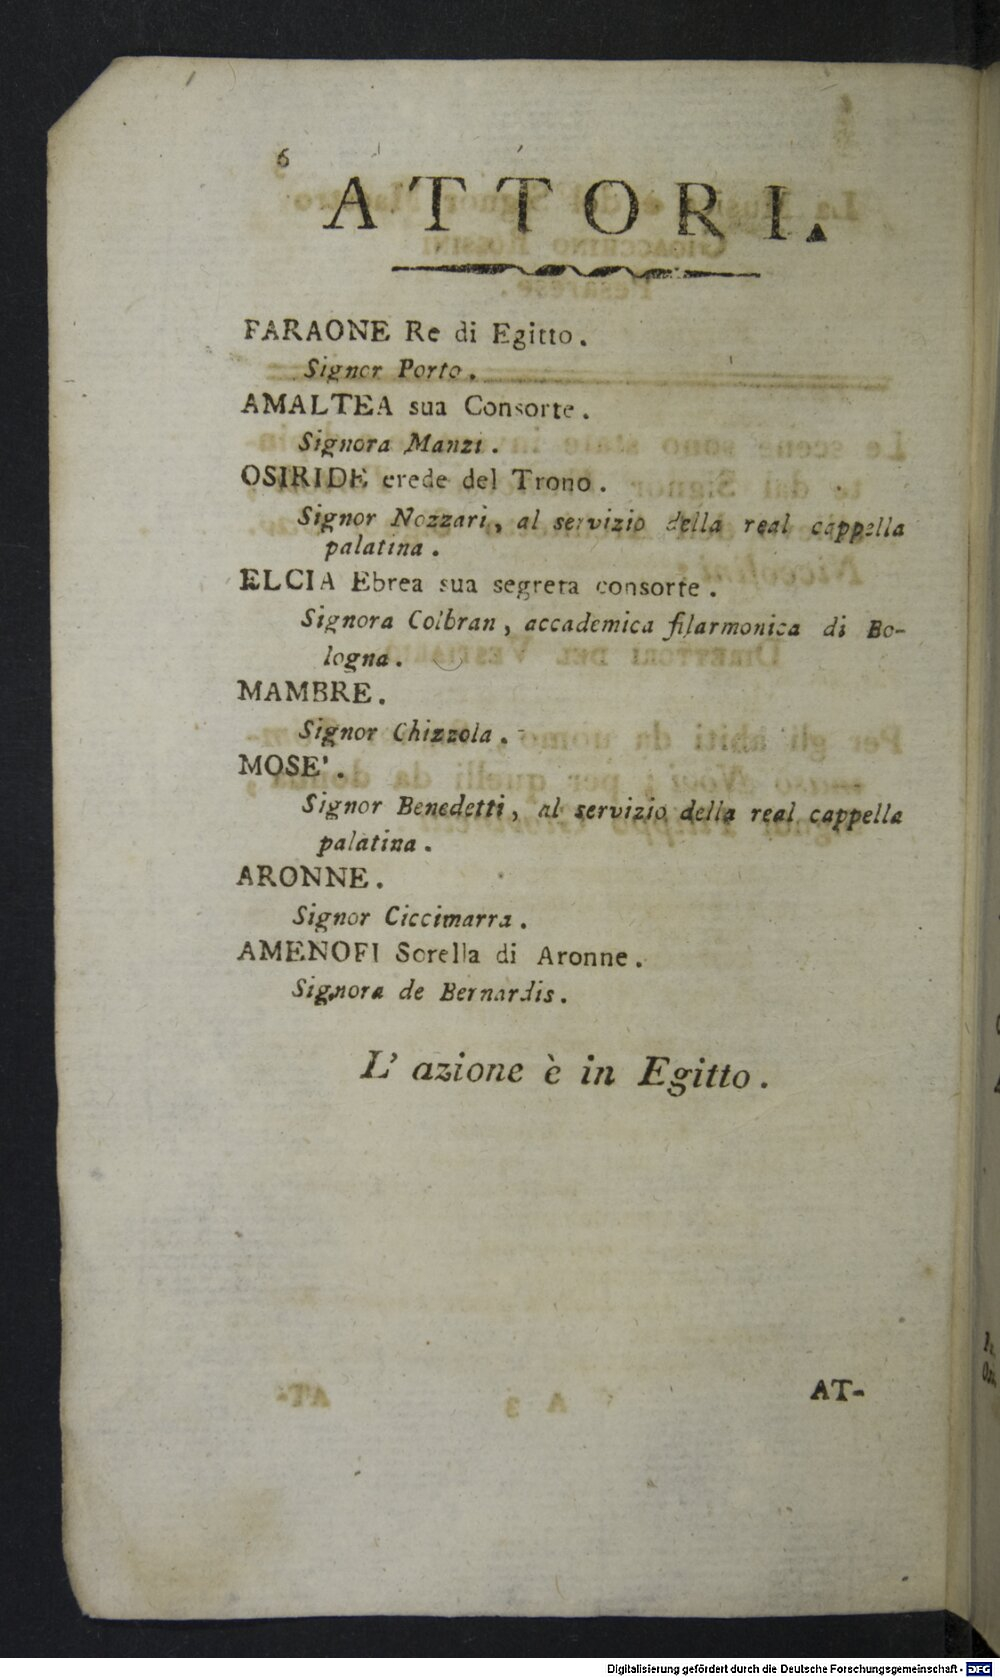 6
ATTORI.
FARAONE Re di Egitto.
Signor Porto.
AMALTEA sua Consorte.
Signora Manzi.
OSIRIDE erede del Trono.
Signor Nozzari, al servizio della real cappella
palatina.
ELCIA Ebrea sua segreta consorte.
Signora Colbran, accademica filarmonica di Bo-
logna.
MAMBRE.
Signor Chizzola.
MOSE'.
Signor Benedetti, al servizio della real cappella
palatina.
ARONNE.
Signor Ciccimarra.
AMENOFI Sorella di Aronne.
Signora de Bernardis.
L' azione è in Egitto.
AT-
Digitalisierung gefördert durch die Deutsche Forschungsgemeinschaft - DFG